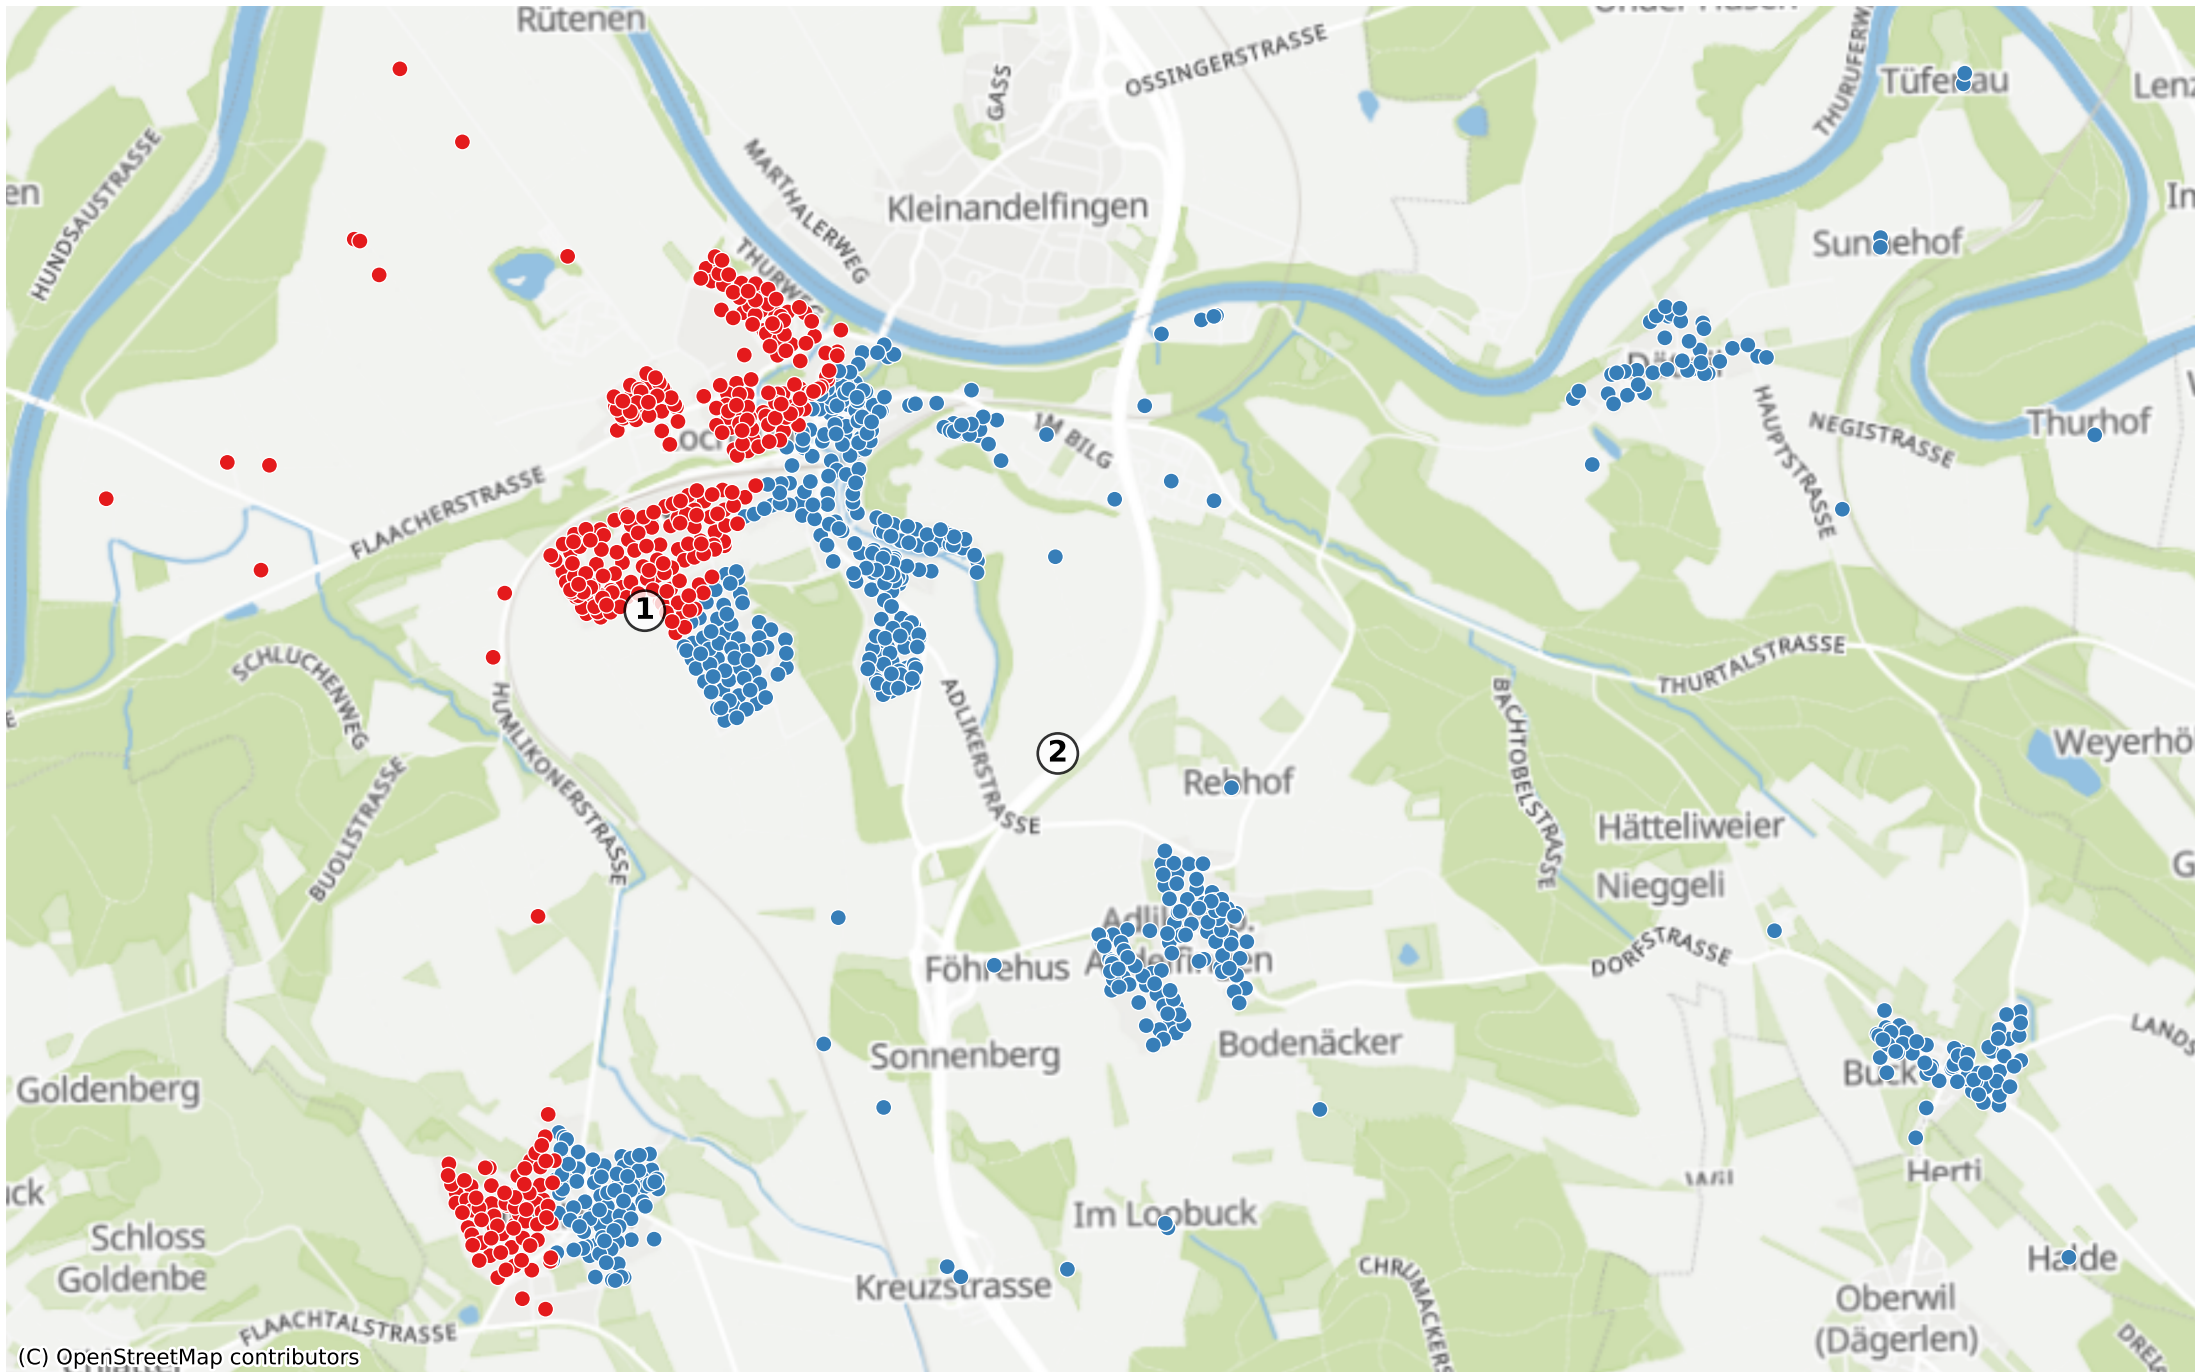 Rütenen
OSSINGERSTRASSE
GASS
Tüfenau
HUNDSAUSTRASSE
MARTHALERWEG
Kleinandelfingen
Sunnehof
THURWEG
IM BILG
HAUPTSTRASSE
NEGISTRASSE
Thurhof
FLAACHERSTRASSE
1
SCHLUCHENWEG
THURTALSTRASSE
HUMLIKONERSTRASSE
ADLIKERSTRASSE
BACHTOBELSTRASSE
2
BUOLISTRASSE
Rebhof
Hätteliweier
Nieggeli
DORFSTRASSE
Föhrehus
Sonnenberg
Bodenäcker
Buck
Goldenberg
Herti
Im Loobuck
Schloss
Goldenbe
Halde
Kreuzstrasse
Oberwil
(Dägerlen)
FLAACHTALSTRASSE
(C) OpenStreetMap contributors